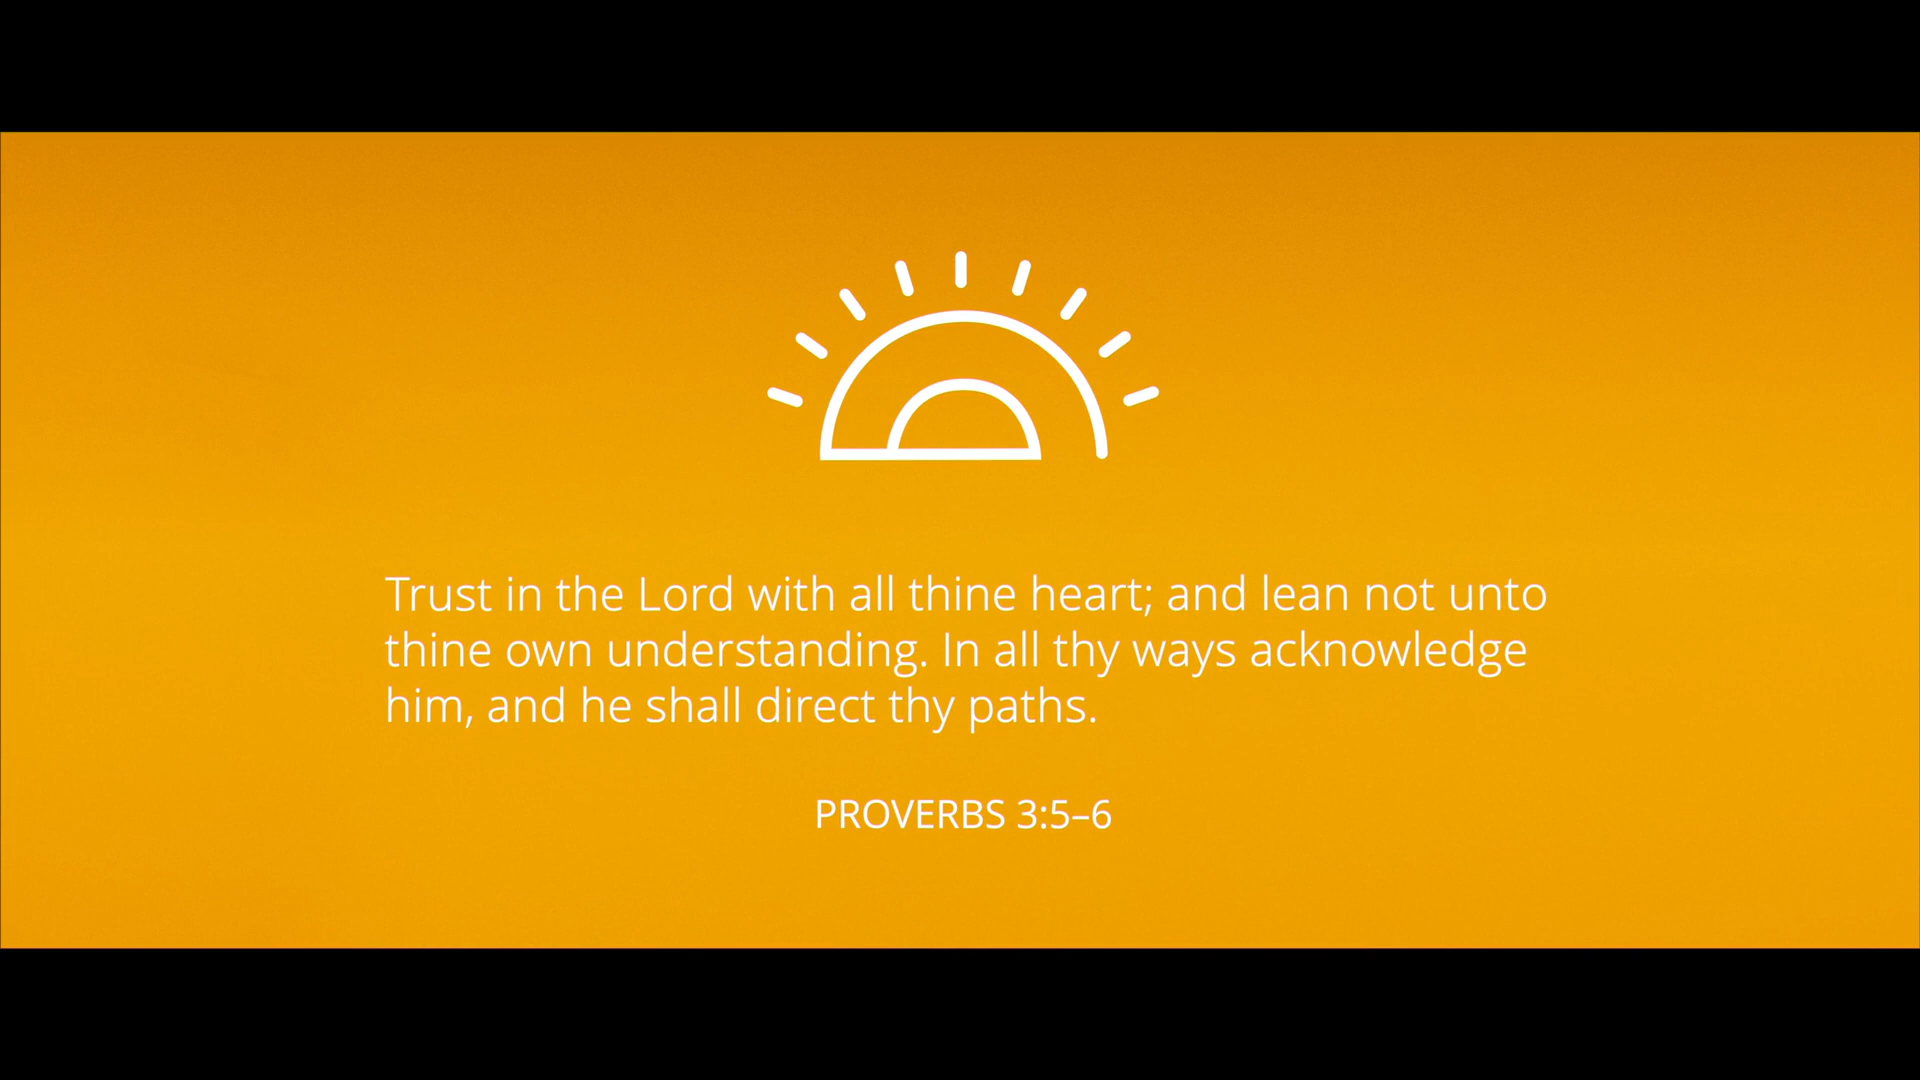 Trust in the Lord with all thine heart; and lean not unto
thine own understanding. In all thy ways acknowledge
him, and he shall direct thy paths.
PROVERBS 3:5–6